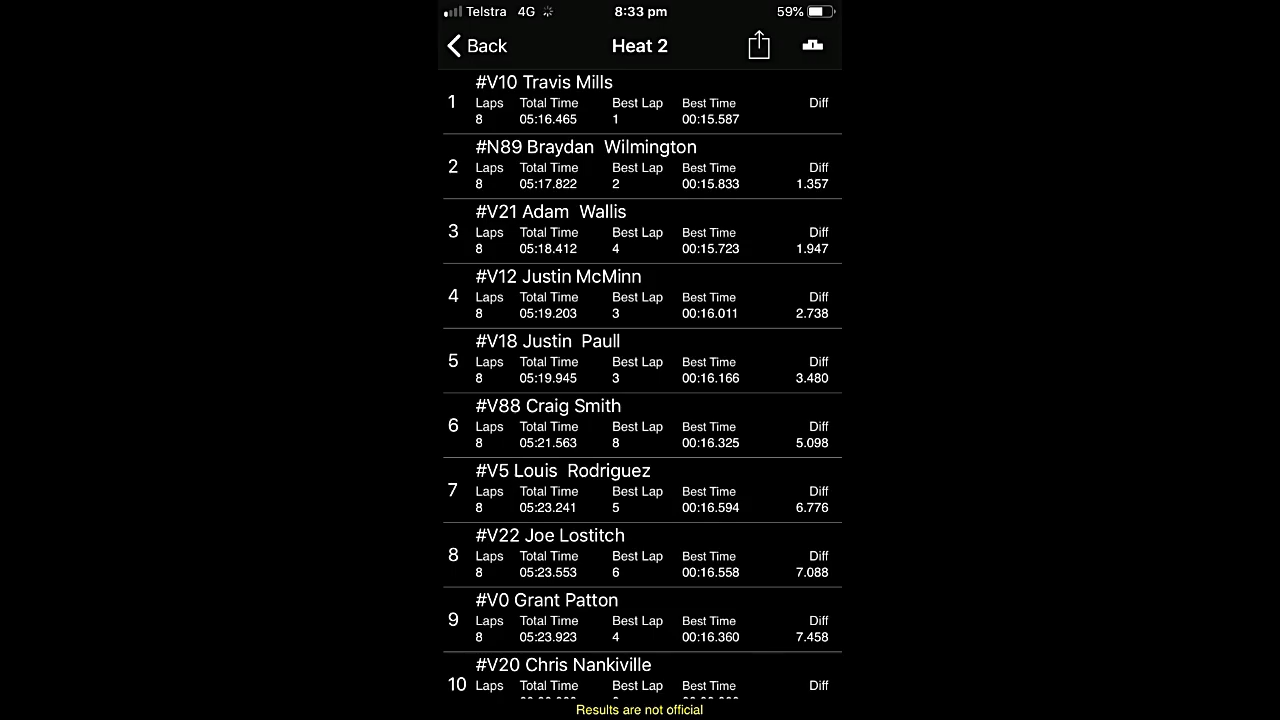 Telstra 4G 8:33 pm 59%
Back Heat 2
#V10 Travis Mills
1 Laps Total Time Best Lap Best Time Diff
8 05:16.465 1 00:15.587
#N89 Braydan Wilmington
2 Laps Total Time Best Lap Best Time Diff
8 05:17.822 2 00:15.833 1.357
#V21 Adam Wallis
3 Laps Total Time Best Lap Best Time Diff
8 05:18.412 4 00:15.723 1.947
#V12 Justin McMinn
4 Laps Total Time Best Lap Best Time Diff
8 05:19.203 3 00:16.011 2.738
#V18 Justin Paull
5 Laps Total Time Best Lap Best Time Diff
8 05:19.945 3 00:16.166 3.480
#V88 Craig Smith
6 Laps Total Time Best Lap Best Time Diff
8 05:21.563 8 00:16.325 5.098
#V5 Louis Rodriguez
7 Laps Total Time Best Lap Best Time Diff
8 05:23.241 5 00:16.594 6.776
#V22 Joe Lostitch
8 Laps Total Time Best Lap Best Time Diff
8 05:23.553 6 00:16.558 7.088
#V0 Grant Patton
9 Laps Total Time Best Lap Best Time Diff
8 05:23.923 4 00:16.360 7.458
#V20 Chris Nankiville
10 Laps Total Time Best Lap Best Time Diff
Results are not official